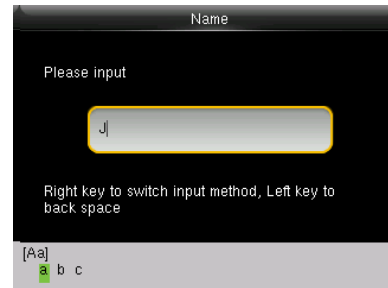 Name
Please input
J
Right key to switch input method, Left key to
back space
[Aa]
a b c